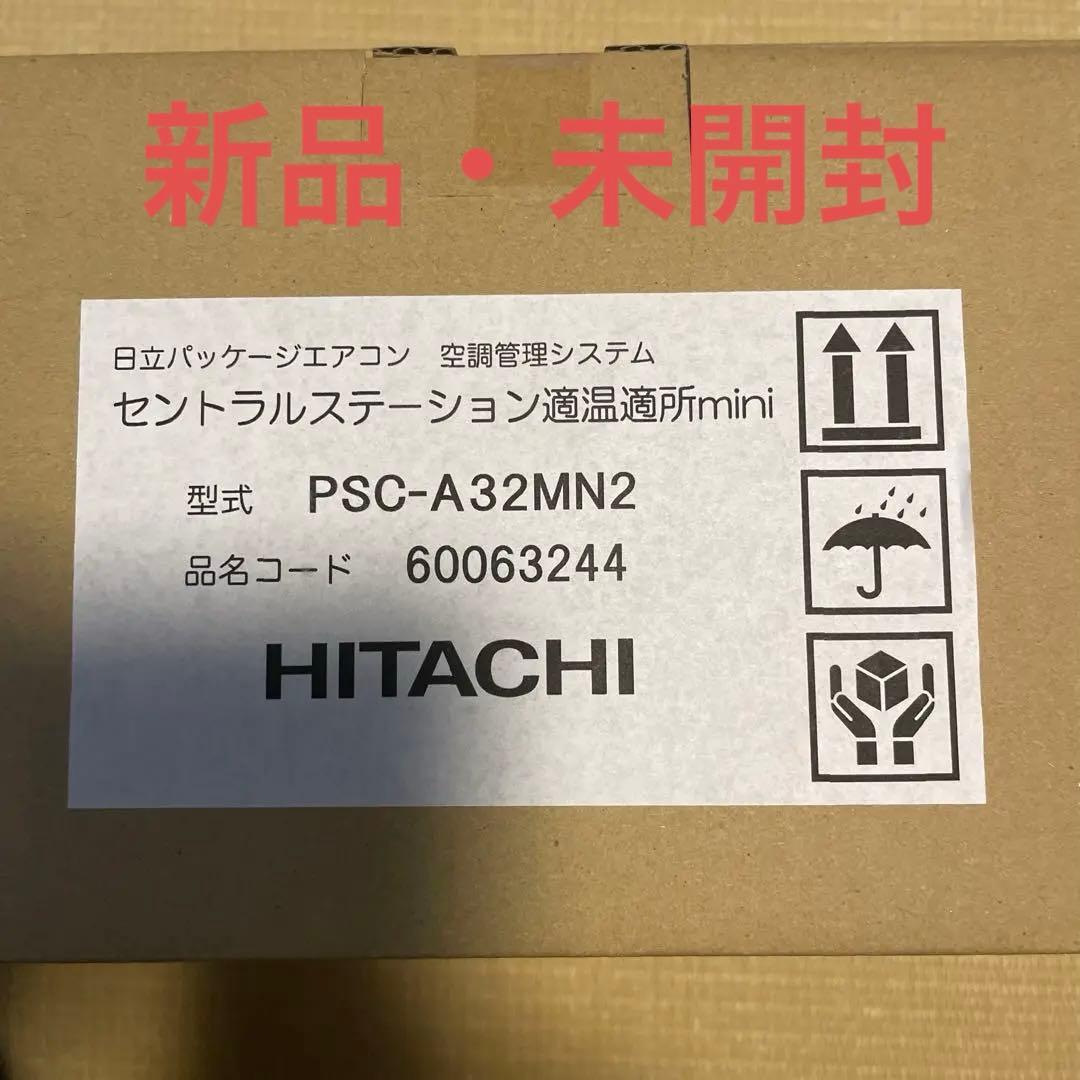 新品・未開封
日立パッケージエアコン 空調管理システム
セントラルステーション適温適所mini
型式 PSC-A32MN2
品名コード 60063244
HITACHI